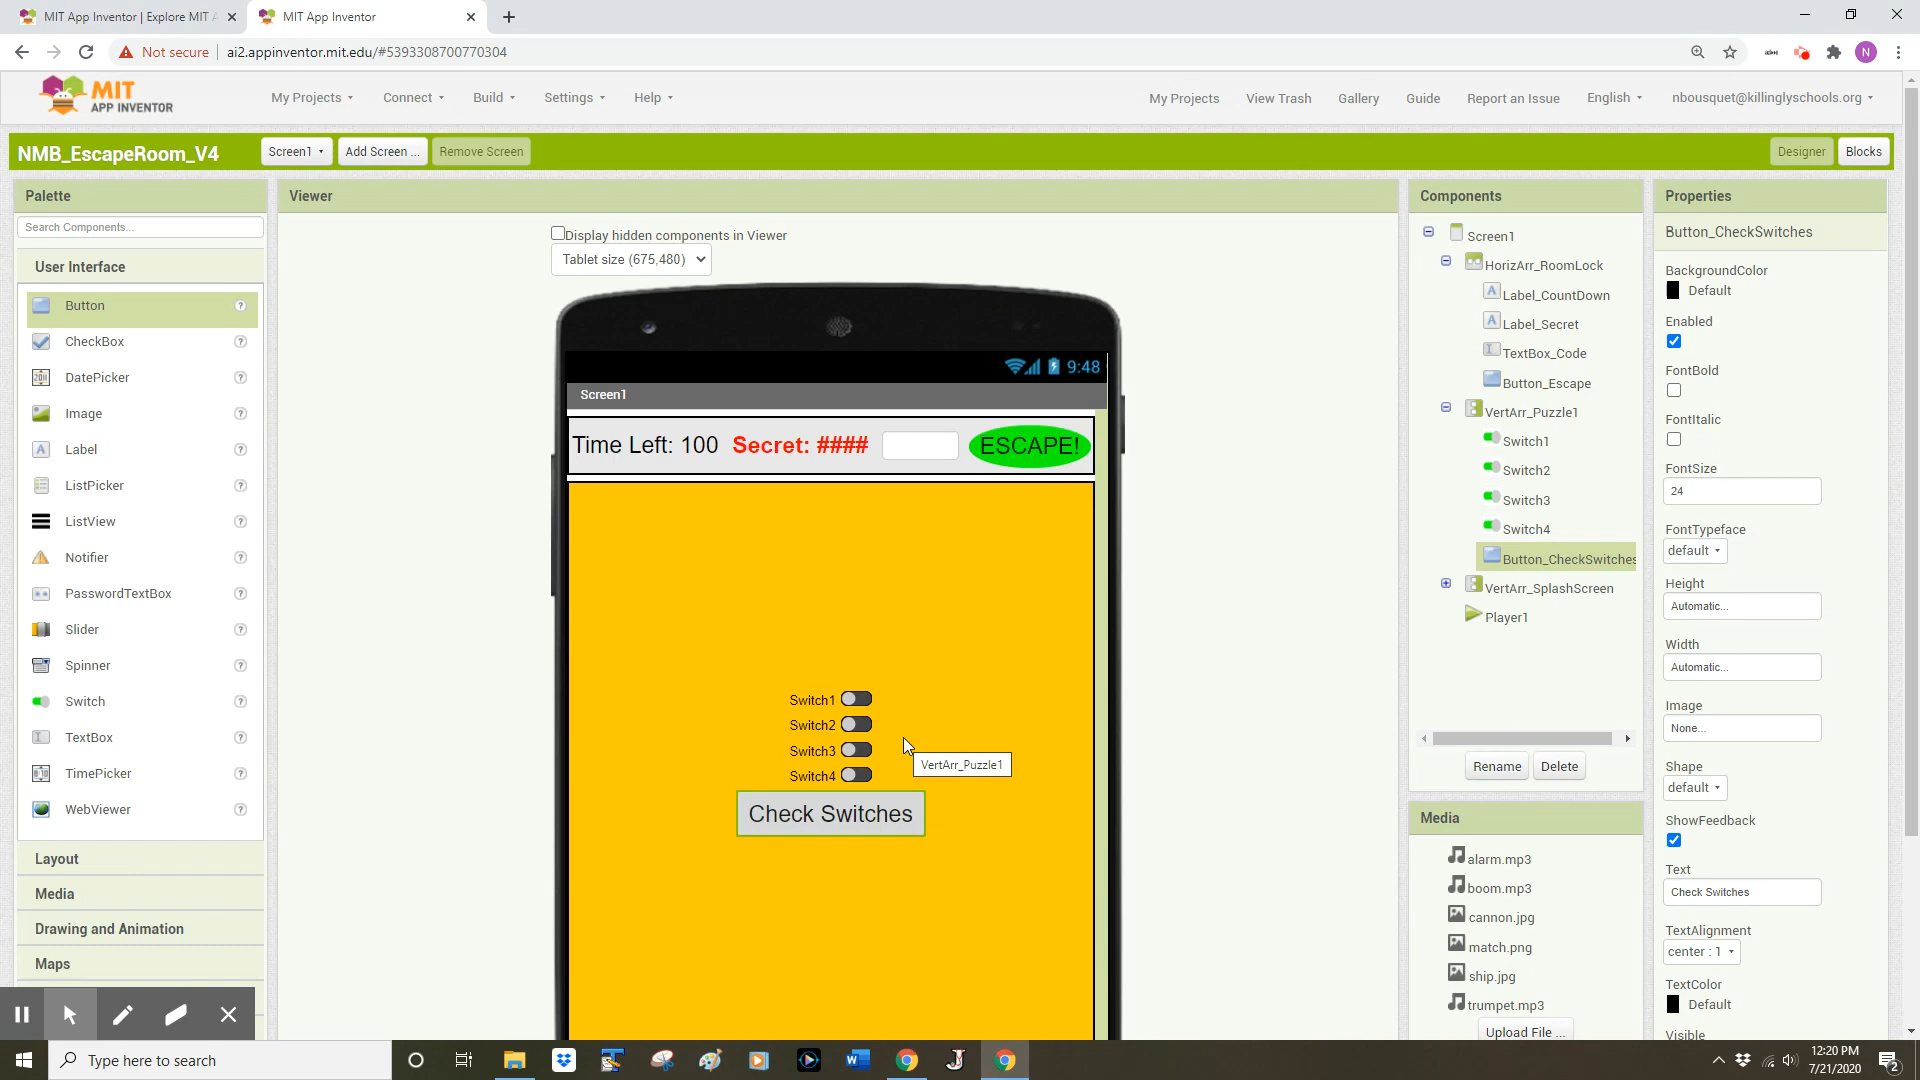 MIT App Inventor | Explore MIT A
MIT App Inventor
Not secure
ai2.appinventor.mit.edu/#5393308700770304
N
MIT
APP INVENTOR
My Projects
Connect
Build
Settings
Help
My Projects
View Trash
Gallery
Guide
Report an Issue
English
nbousquet@killinglyschools.org
NMB_EscapeRoom_V4
Screen1
Add Screen ...
Remove Screen
Designer
Blocks
Palette
Search Components...
User Interface
Button
CheckBox
DatePicker
Image
Label
ListPicker
ListView
Notifier
PasswordTextBox
Slider
Spinner
Switch
TextBox
TimePicker
WebViewer
Layout
Media
Drawing and Animation
Maps
Viewer
Display hidden components in Viewer
Tablet size (675,480)
9:48
Screen1
Time Left: 100
Secret: ####
ESCAPE!
Switch1
Switch2
Switch3
Switch4
VertArr_Puzzle1
Check Switches
Components
Screen1
HorizArr_RoomLock
Label_CountDown
Label_Secret
TextBox_Code
Button_Escape
VertArr_Puzzle1
Switch1
Switch2
Switch3
Switch4
Button_CheckSwitches
VertArr_SplashScreen
Player1
Rename
Delete
Media
alarm.mp3
boom.mp3
cannon.jpg
match.png
ship.jpg
trumpet.mp3
Upload File ...
Properties
Button_CheckSwitches
BackgroundColor
Default
Enabled
FontBold
FontItalic
FontSize
24
FontTypeface
default
Height
Automatic...
Width
Automatic...
Image
None...
Shape
default
ShowFeedback
Text
Check Switches
TextAlignment
center : 1
TextColor
Default
Visible
Type here to search
12:20 PM
7/21/2020
2